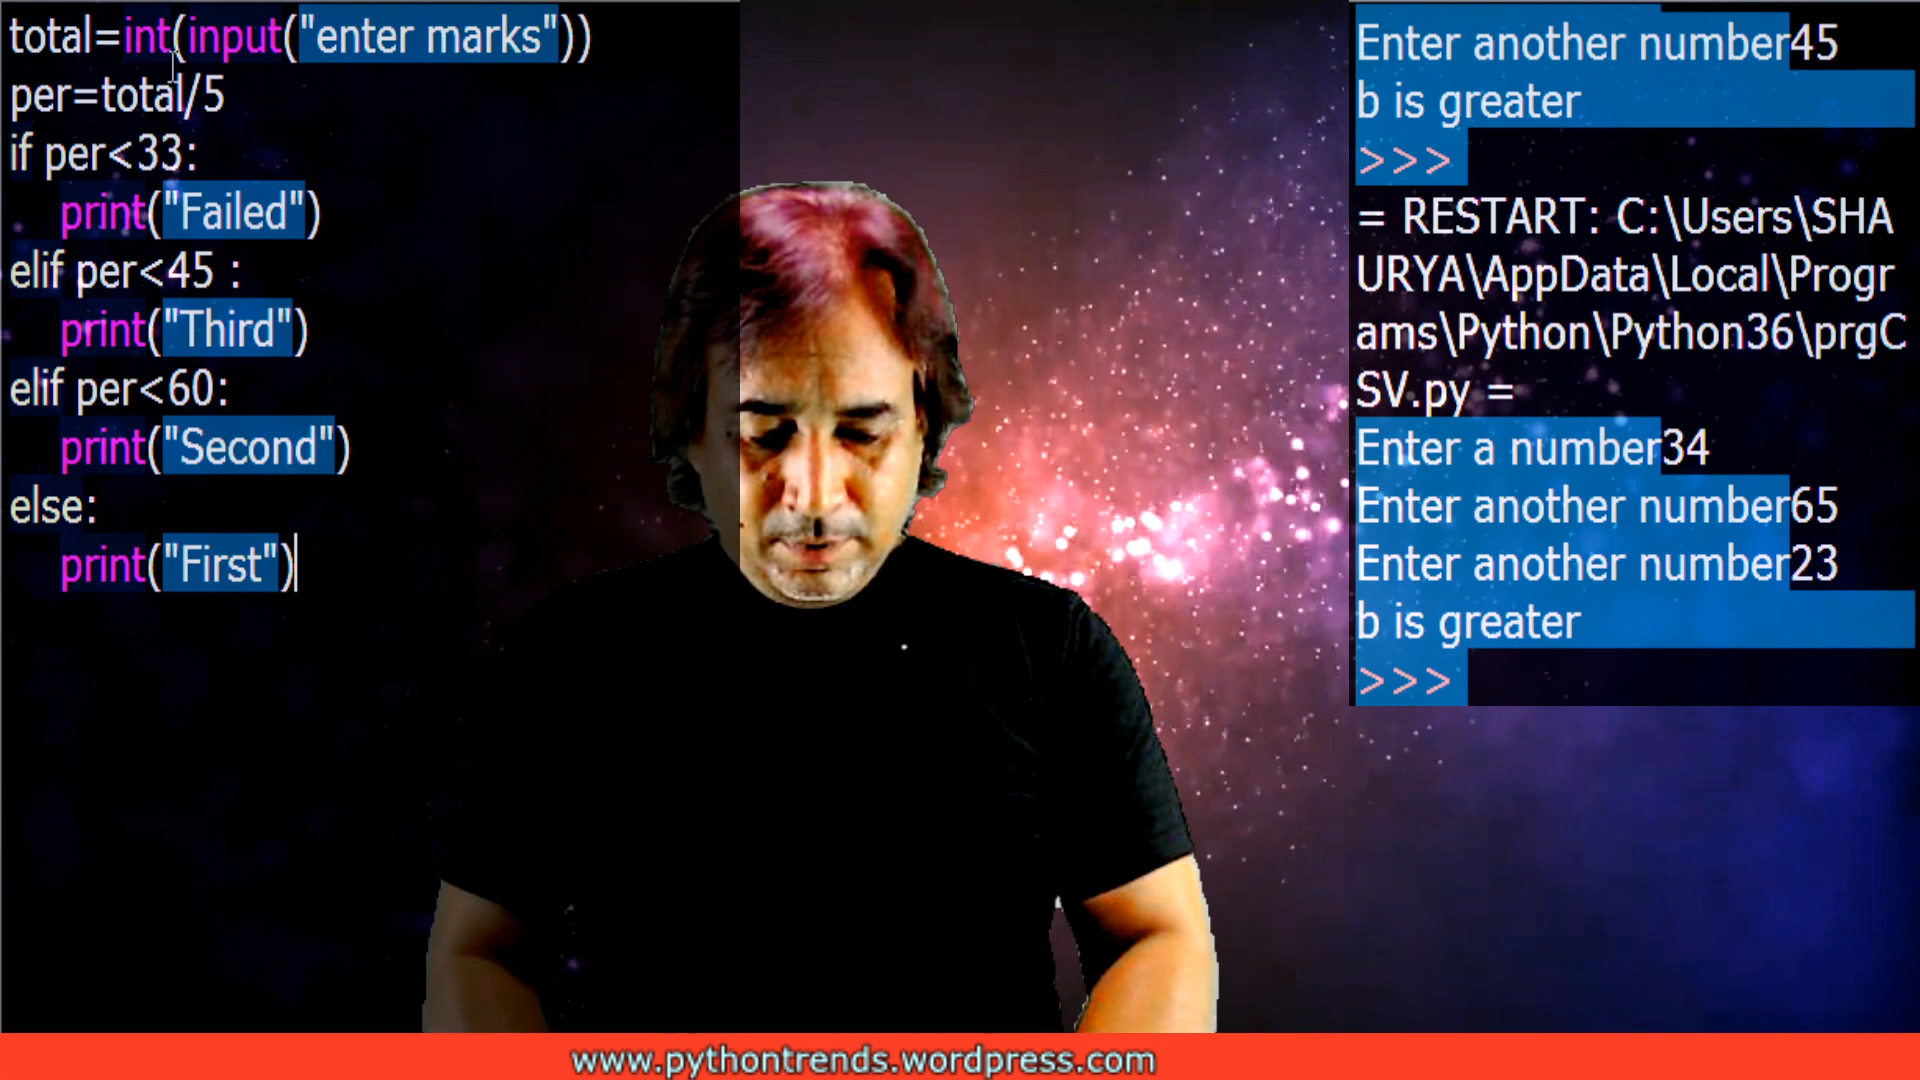 total=int(input("enter marks"))
per=total/5
if per<33:
    print("Failed")
elif per<45 :
    print("Third")
elif per<60:
    print("Second")
else:
    print("First")
Enter another number45
b is greater
>>>
= RESTART: C:\Users\SHA
URYA\AppData\Local\Progr
ams\Python\Python36\prgC
SV.py =
Enter a number34
Enter another number65
Enter another number23
b is greater
>>>
www.pythontrends.wordpress.com